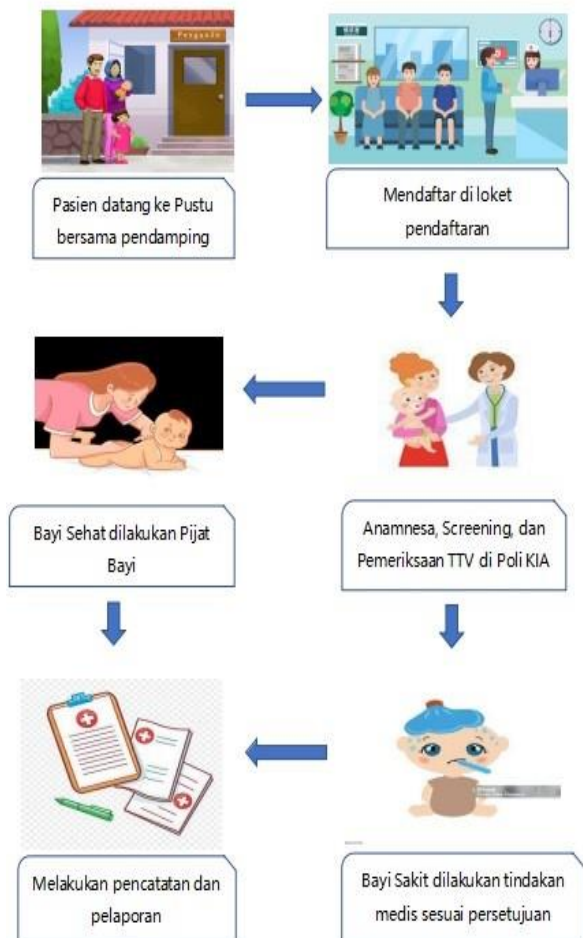 Posyandu
Pasien datang ke Pustu
bersama pendamping
Mendaftar di loket
pendaftaran
Bayi Sehat dilakukan Pijat
Bayi
Anamnesa, Screening, dan
Pemeriksaan TTV di Poli KIA
Melakukan pencatatan dan
pelaporan
Bayi Sakit dilakukan tindakan
medis sesuai persetujuan